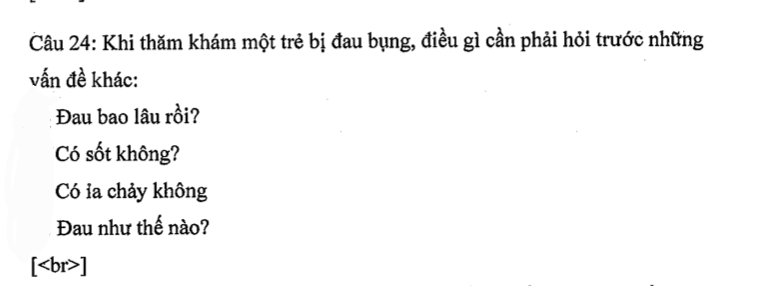 Câu 24: Khi thăm khám một trẻ bị đau bụng, điều gì cần phải hỏi trước những
vấn đề khác:
Đau bao lâu rồi?
Có sốt không?
Có ỉa chảy không
Đau như thế nào?
[<br>]